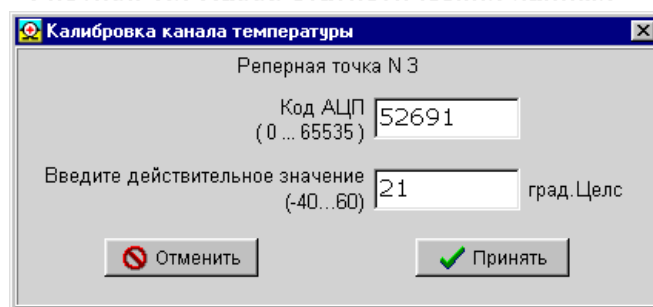 Калибровка канала температуры
Реперная точка N 3
Код АЦП
( 0 ... 65535 )
52691
Введите действительное значение
(-40...60)
21
град.Целс
Отменить
Принять